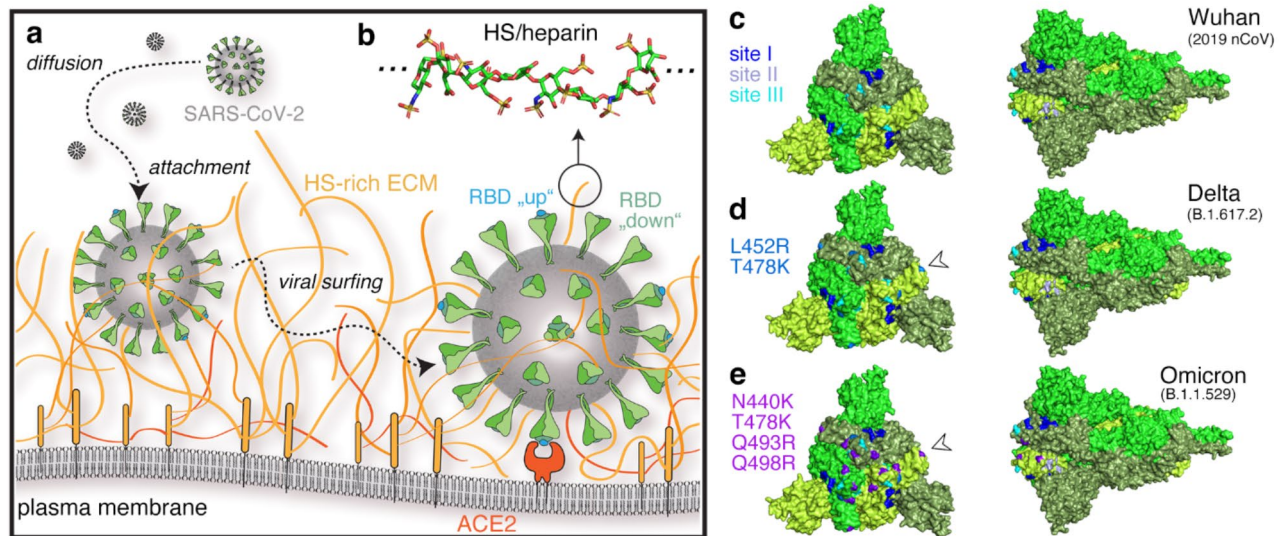 a
diffusion
SARS-CoV-2
attachment
HS-rich ECM
viral surfing
b
HS/heparin
RBD „up“
RBD
„down“
plasma membrane
ACE2
c
site I
site II
site III
Wuhan
(2019 nCoV)
d
L452R
T478K
Delta
(B.1.617.2)
e
N440K
T478K
Q493R
Q498R
Omicron
(B.1.1.529)